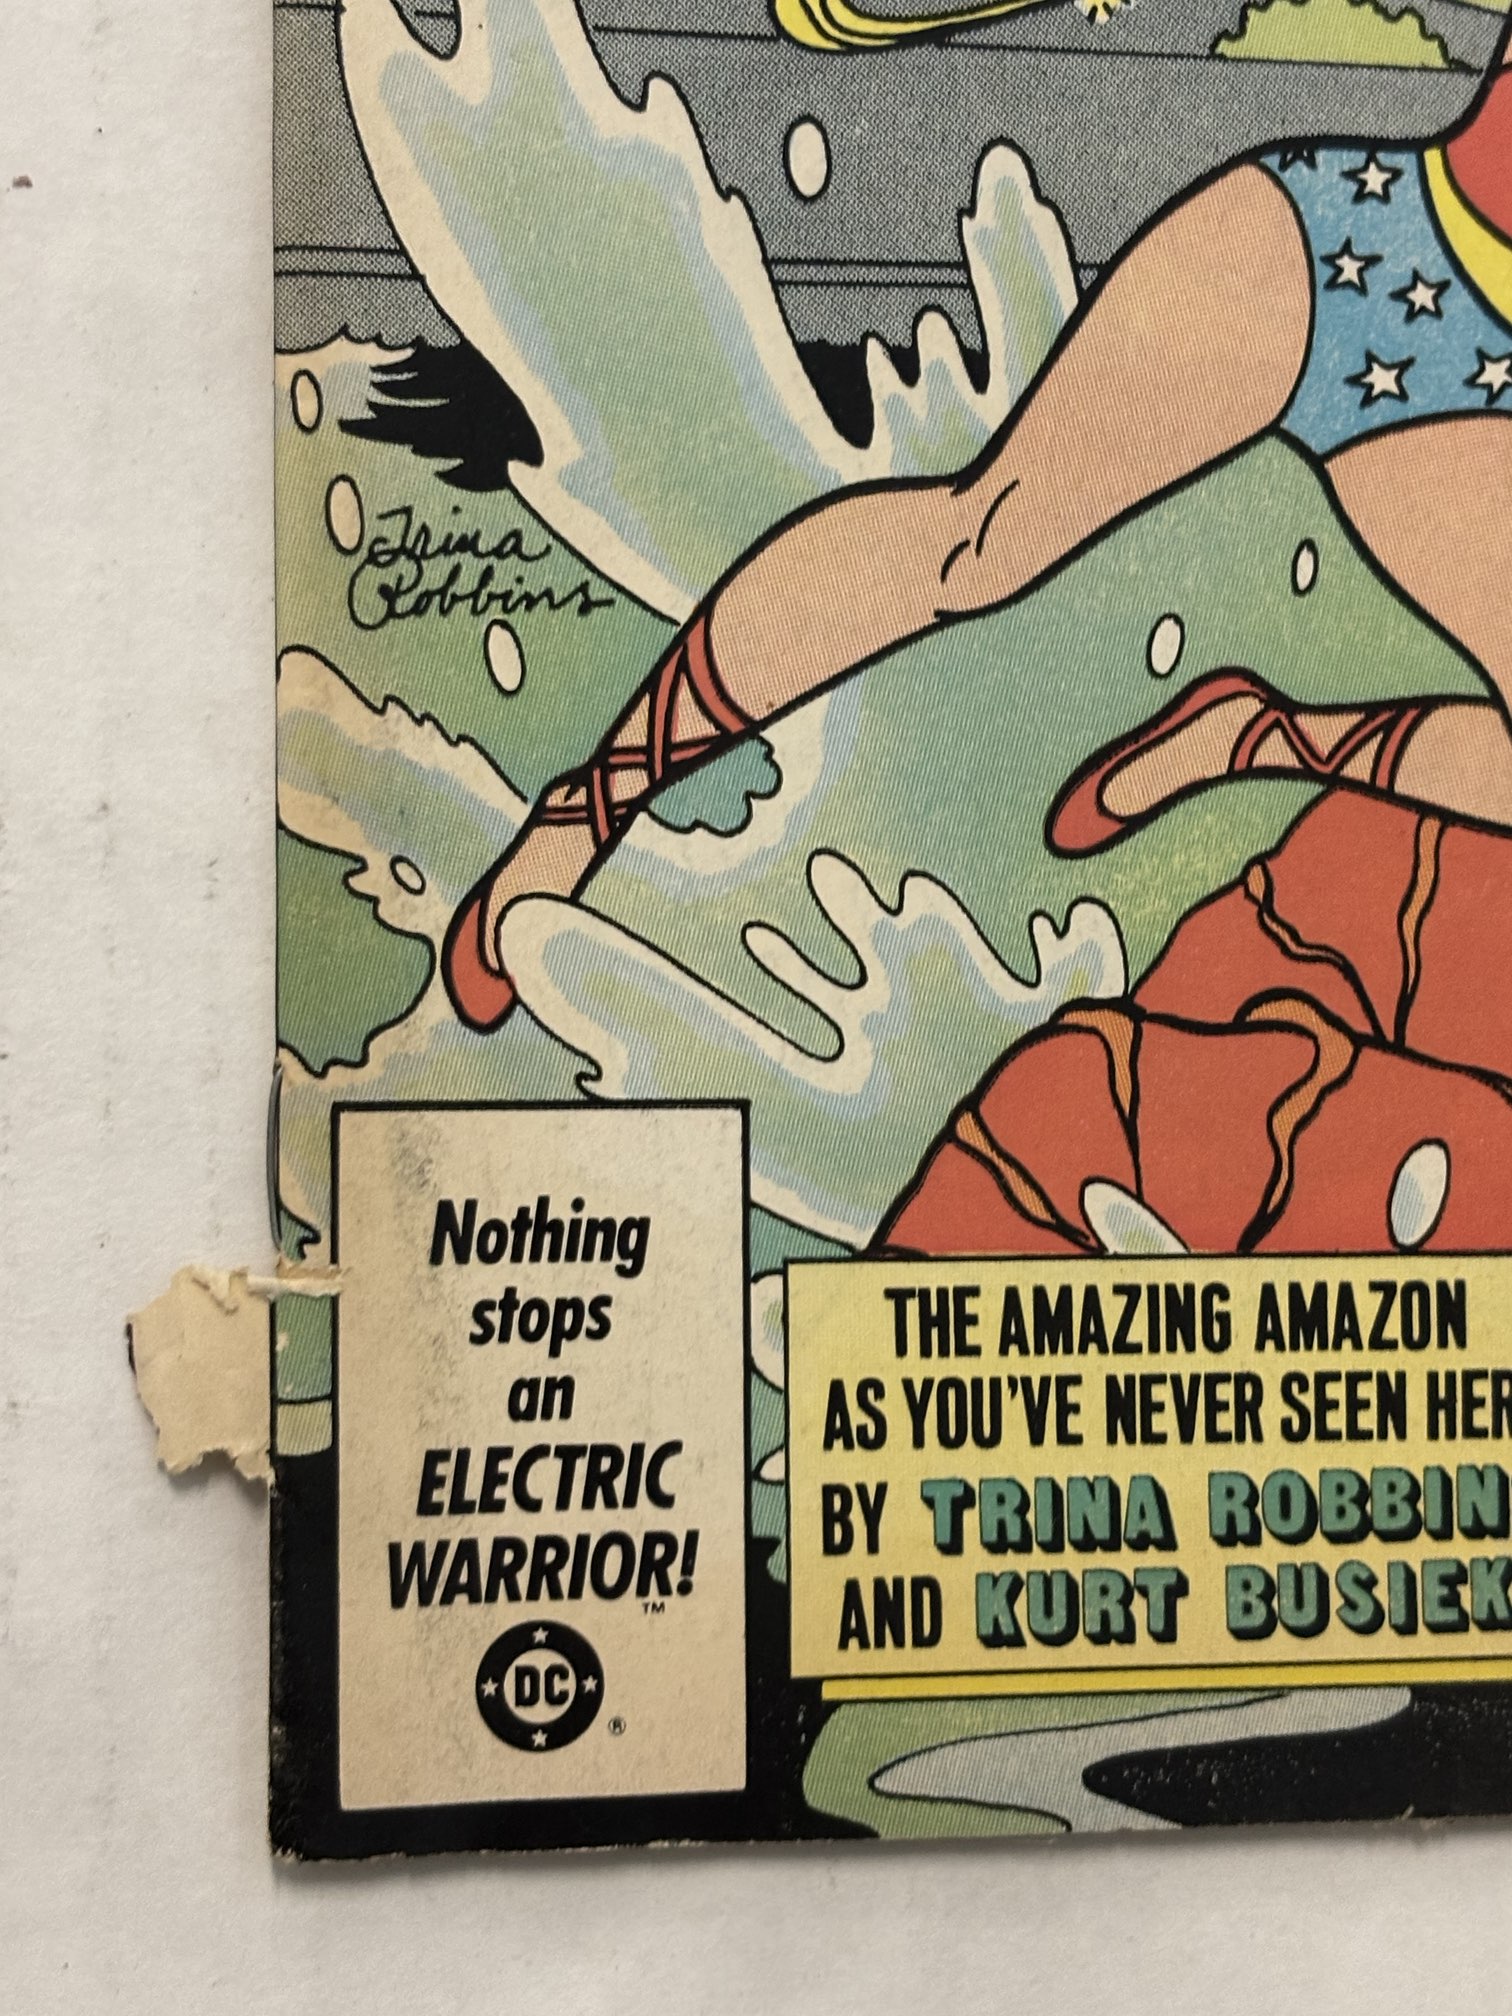 Trina
Robbins
Nothing
stops
an
ELECTRIC
WARRIOR!
TM
DC
®
THE AMAZING AMAZON
AS YOU'VE NEVER SEEN HER
BY TRINA ROBBIN
AND KURT BUSIEK